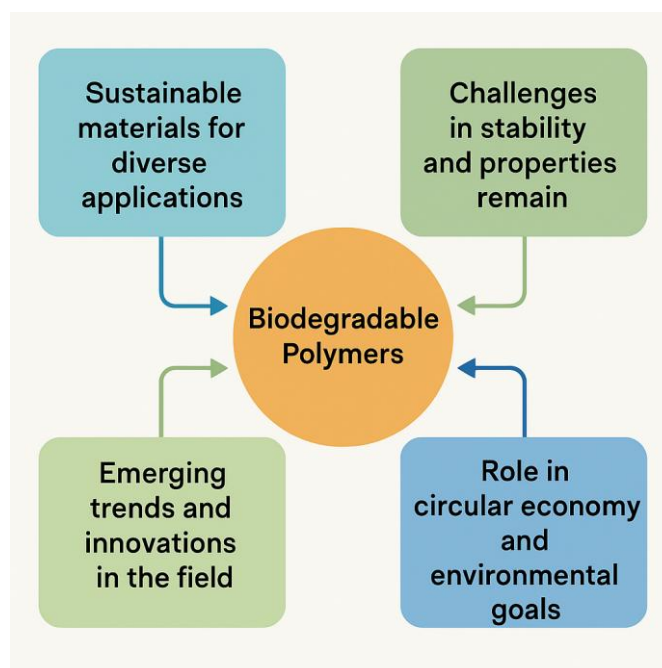 Sustainable
materials for
diverse
applications
Challenges
in stability
and properties
remain
Biodegradable
Polymers
Emerging
trends and
innovations
in the field
Role in
circular economy
and
environmental
goals